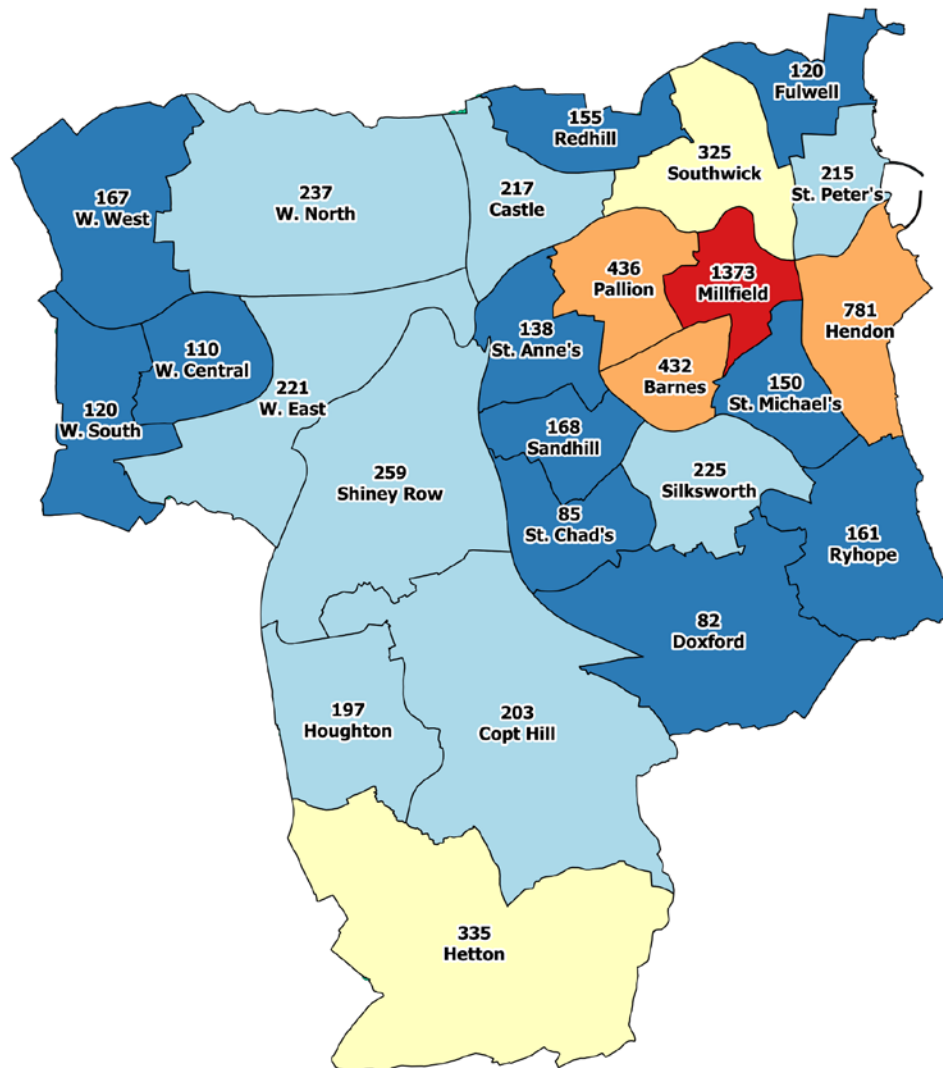 120
Fulwell
155
Redhill
325
Southwick
215
St. Peter's
167
W. West
237
W. North
217
Castle
436
Pallion
1373
Millfield
781
Hendon
138
St. Anne's
110
W. Central
432
Barnes
150
St. Michael's
221
W. East
120
W. South
168
Sandhill
259
Shiney Row
225
Silksworth
85
St. Chad's
161
Ryhope
82
Doxford
197
Houghton
203
Copt Hill
335
Hetton